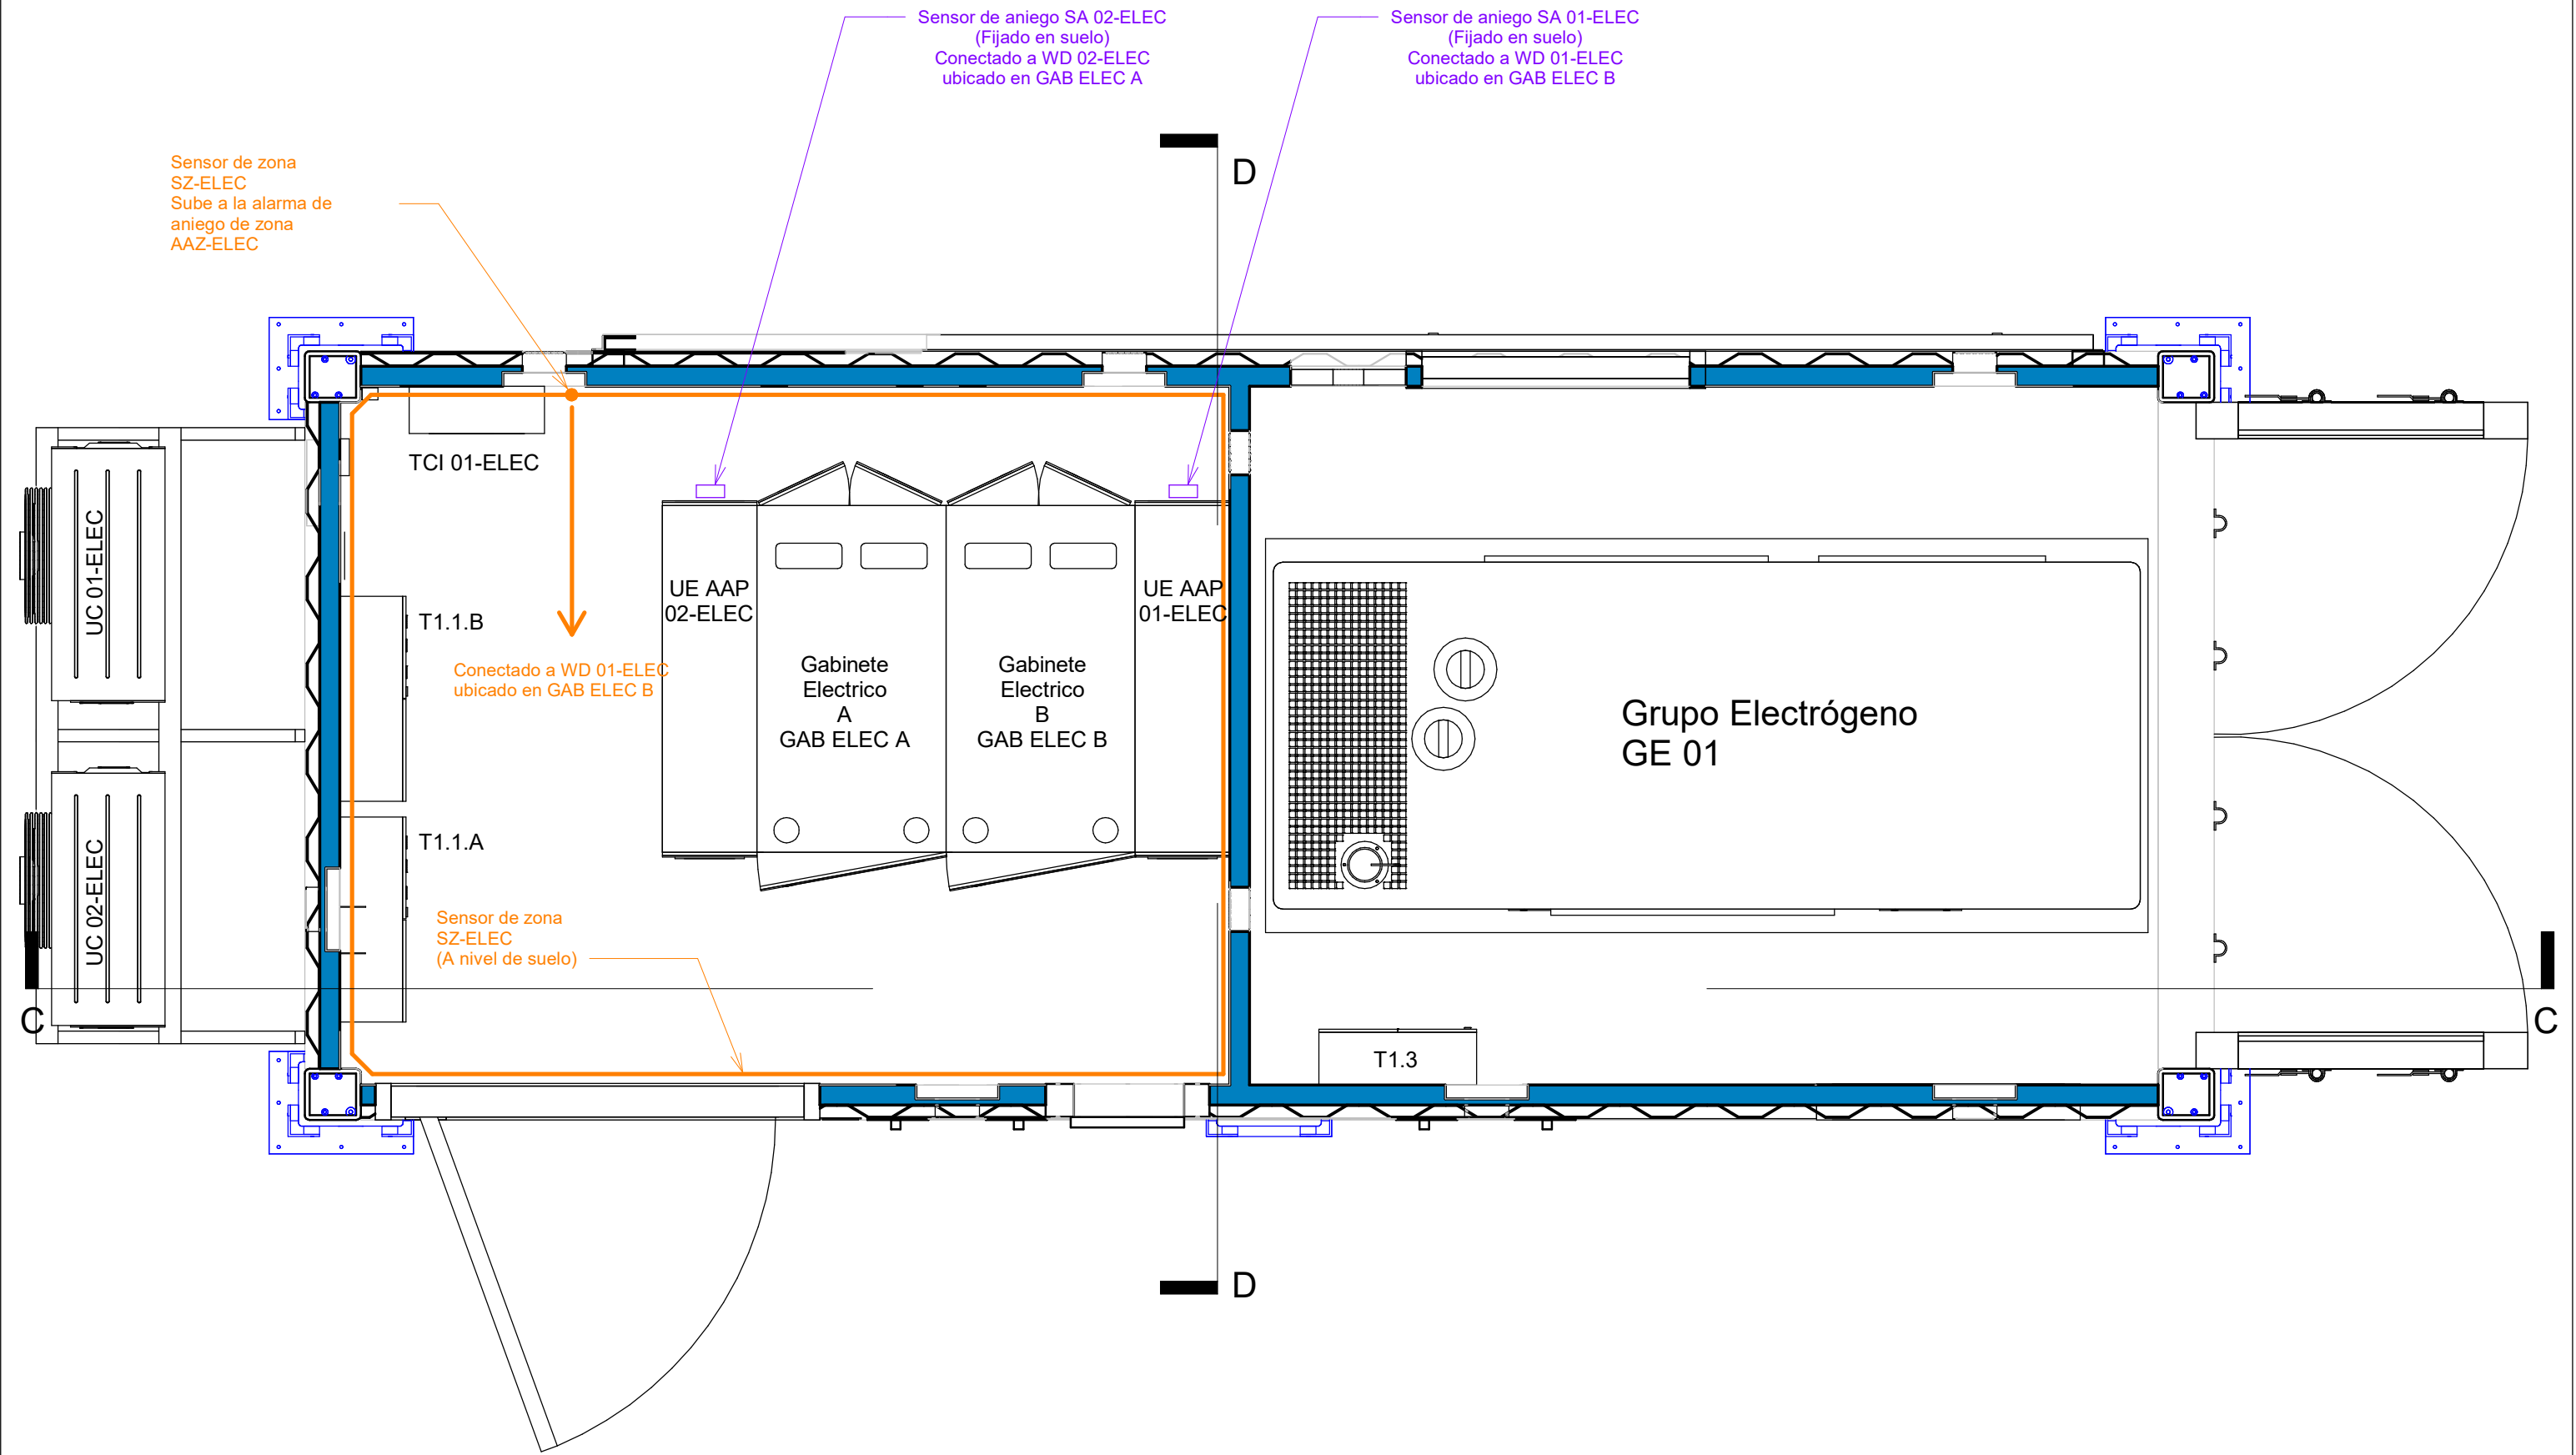 Sensor de aniego SA 02-ELEC
(Fijado en suelo)
Conectado a WD 02-ELEC
ubicado en GAB ELEC A
Sensor de aniego SA 01-ELEC
(Fijado en suelo)
Conectado a WD 01-ELEC
ubicado en GAB ELEC B
D
Sensor de zona
SZ-ELEC
Sube a la alarma de
aniego de zona
AAZ-ELEC
TCI 01-ELEC
UC 01-ELEC
T1.1.B
Conectado a WD 01-ELEC
ubicado en GAB ELEC B
UE AAP
02-ELEC
Gabinete
Electrico
A
GAB ELEC A
Gabinete
Electrico
B
GAB ELEC B
UE AAP
01-ELEC
Grupo Electrógeno
GE 01
T1.1.A
UC 02-ELEC
Sensor de zona
SZ-ELEC
(A nivel de suelo)
C
C
T1.3
D